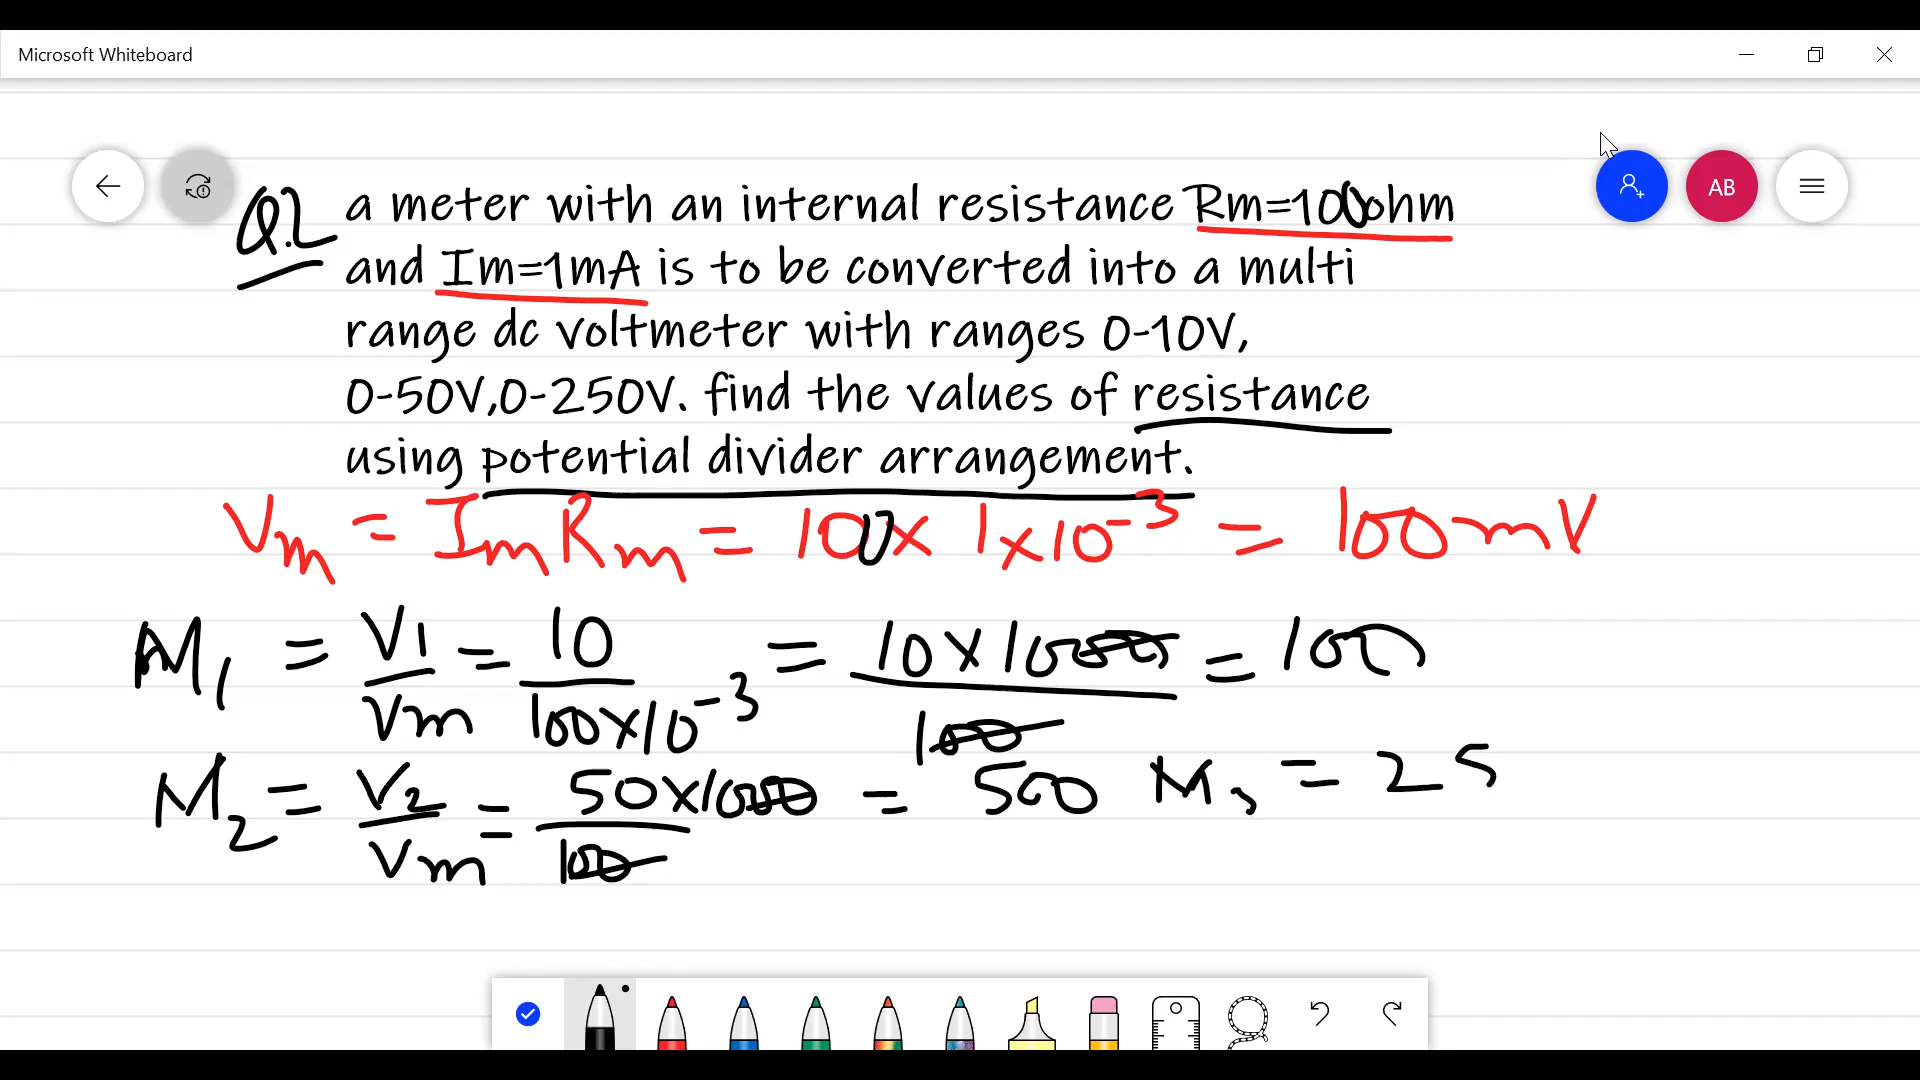 Microsoft Whiteboard
AB
Q.2 a meter with an internal resistance Rm=100ohm
and Im=1mA is to be converted into a multi
range dc voltmeter with ranges 0-10V,
0-50V,0-250V. find the values of resistance
using potential divider arrangement.
Vm = ImRm = 100 x 1x10⁻³ = 100mV
M₁ = V1/Vm = 10/100x10⁻³ = 10x1000/100 = 100
M₂ = V₂/Vm = 50x1000/100 = 500 M₃ = 25